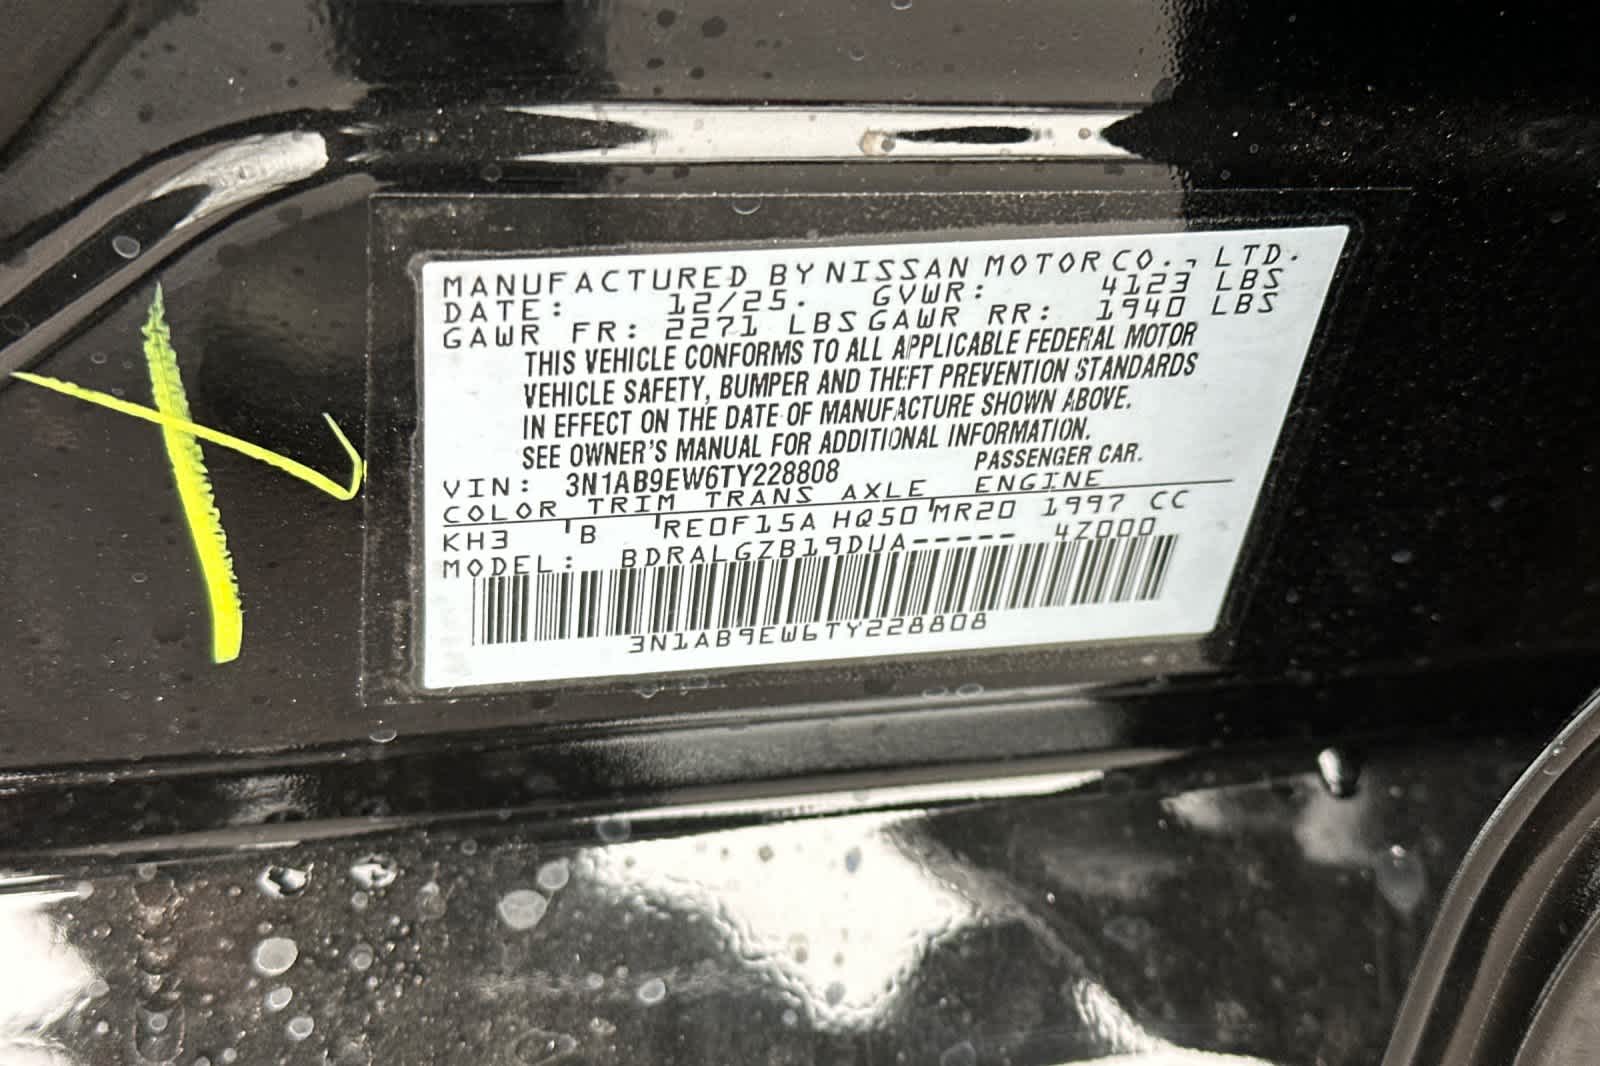 MANUFACTURED BY NISSAN MOTOR CO., LTD.
DATE: 12/25. GVWR: 4123 LBS
GAWR FR: 2271 LBS GAWR RR: 1940 LBS
THIS VEHICLE CONFORMS TO ALL APPLICABLE FEDERAL MOTOR
VEHICLE SAFETY, BUMPER AND THEFT PREVENTION STANDARDS
IN EFFECT ON THE DATE OF MANUFACTURE SHOWN ABOVE.
SEE OWNER'S MANUAL FOR ADDITIONAL INFORMATION.
VIN: 3N1AB9EW6TY228808 PASSENGER CAR.
COLOR TRIM TRANS AXLE ENGINE
KH3 B RE0F15A HQ50 MR20 1997 CC
MODEL: BDRALGZB19DUA----- 4Z000
3N1AB9EW6TY228808